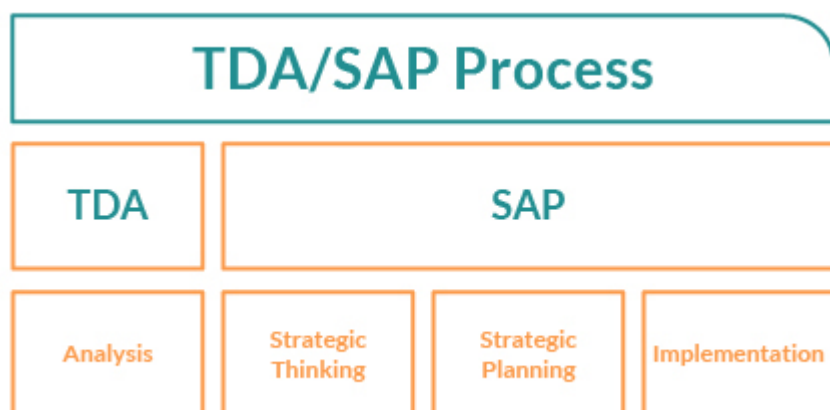 TDA/SAP Process
TDA
SAP
Analysis
Strategic
Thinking
Strategic
Planning
Implementation